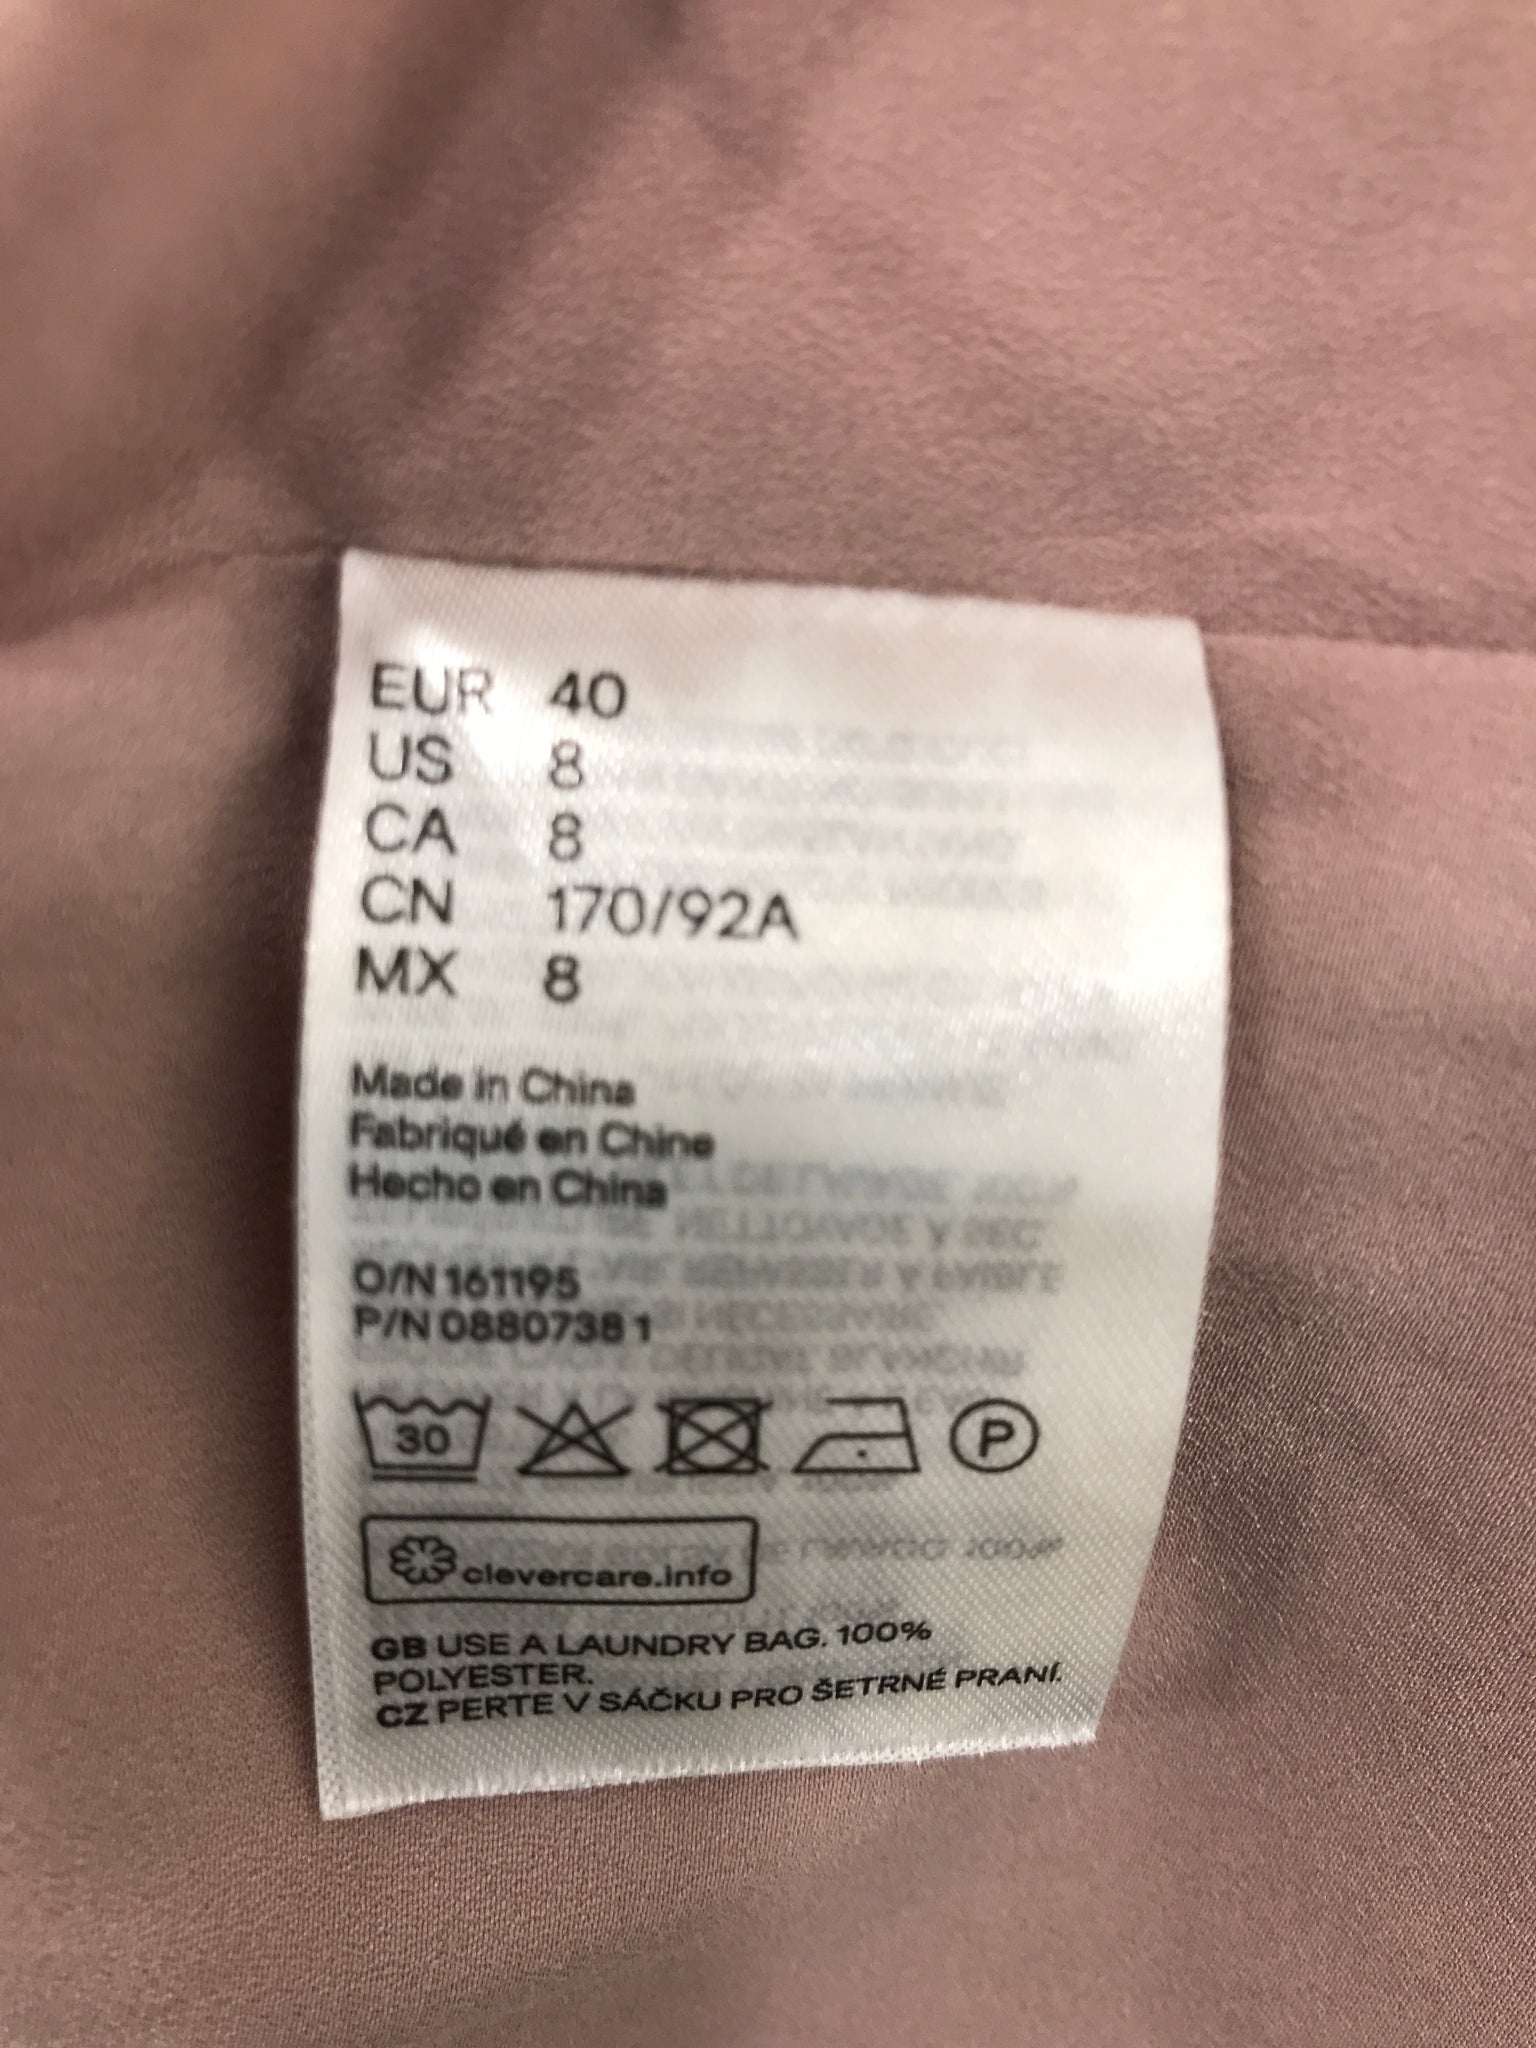 EUR 40
US 8
CA 8
CN 170/92A
MX 8
Made in China
Fabriqué en Chine
Hecho en China
O/N 161195
P/N 0880738 1
30
P
clevercare.info
GB USE A LAUNDRY BAG. 100%
POLYESTER.
CZ PERTE V SÁČKU PRO ŠETRNÉ PRANÍ.